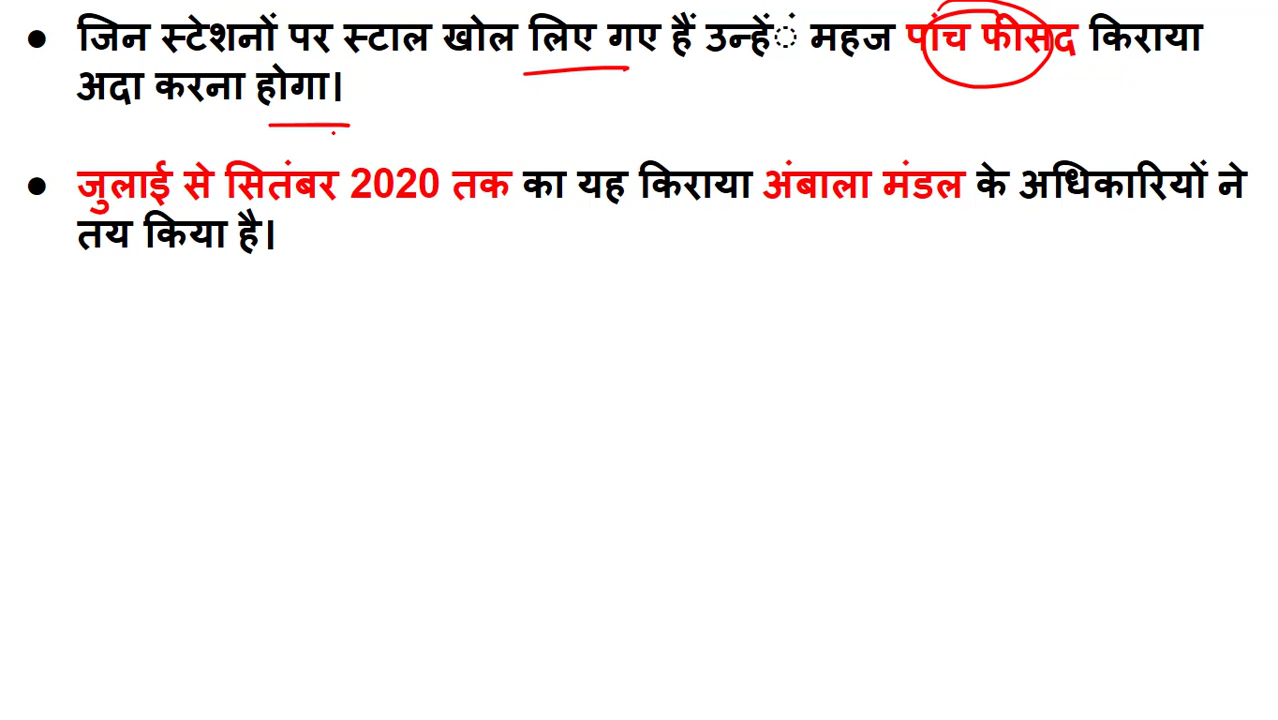 ● जिन स्टेशनों पर स्टाल खोल लिए गए हैं उन्हेंं महज पांच फीसद किराया
अदा करना होगा।
● जुलाई से सितंबर 2020 तक का यह किराया अंबाला मंडल के अधिकारियों ने
तय किया है।